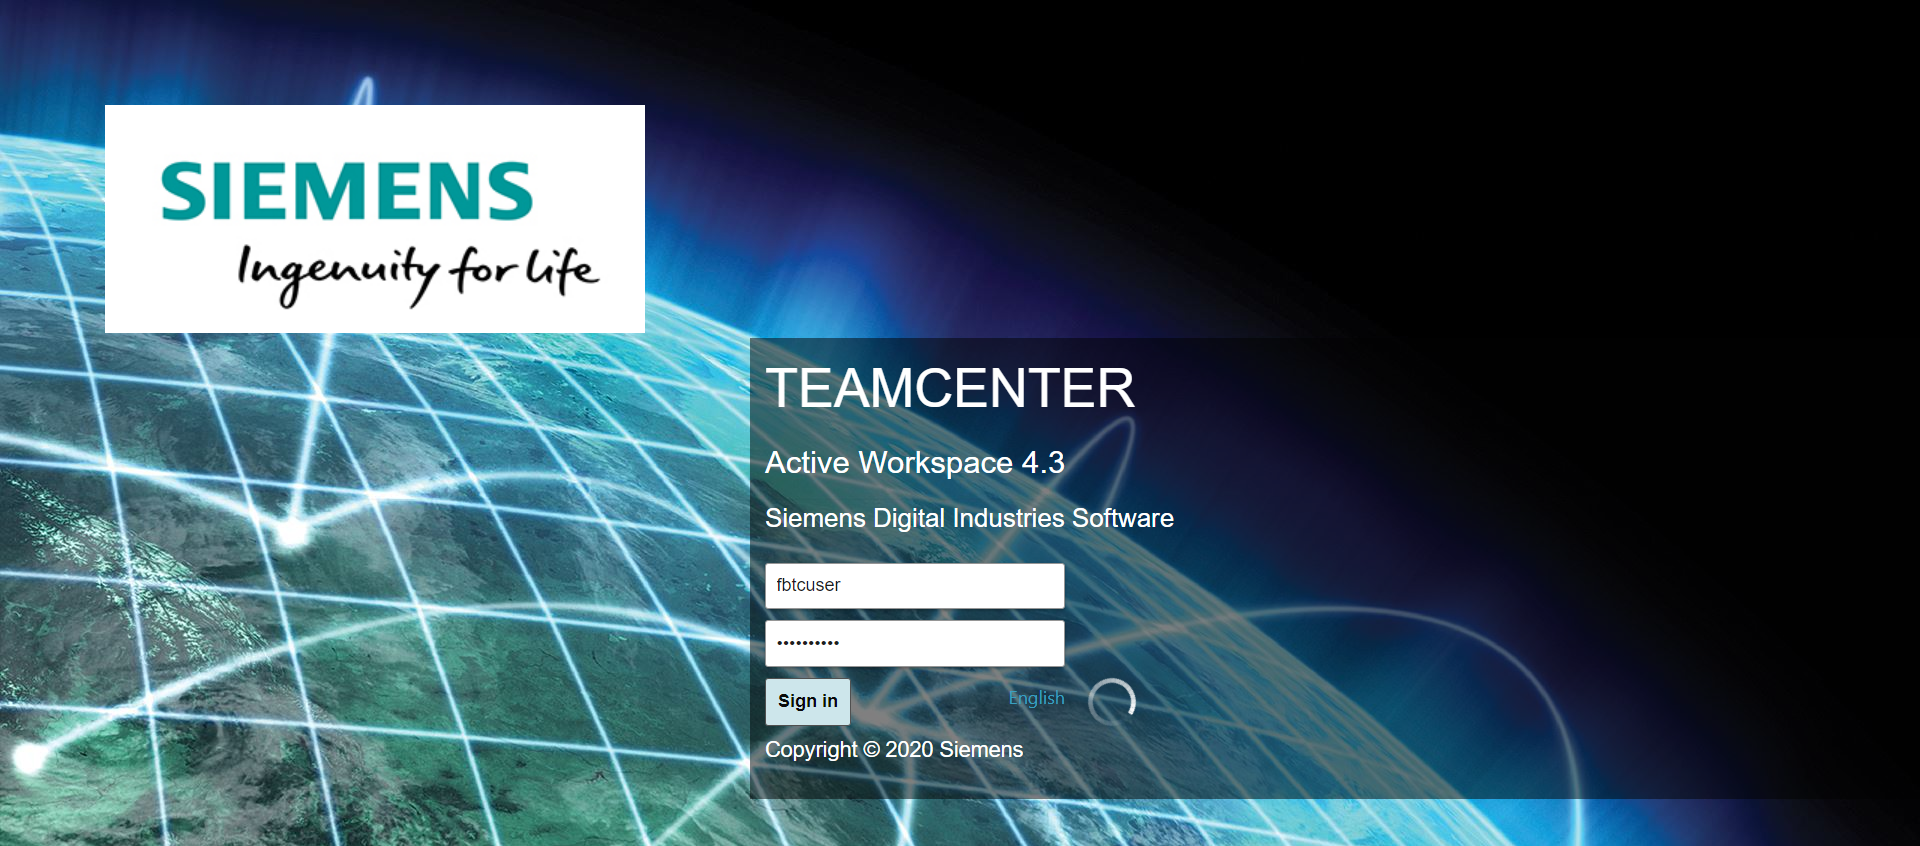 SIEMENS
Ingenuity for life
TEAMCENTER
Active Workspace 4.3
Siemens Digital Industries Software
fbtcuser
••••••••••
Sign in
English
Copyright © 2020 Siemens